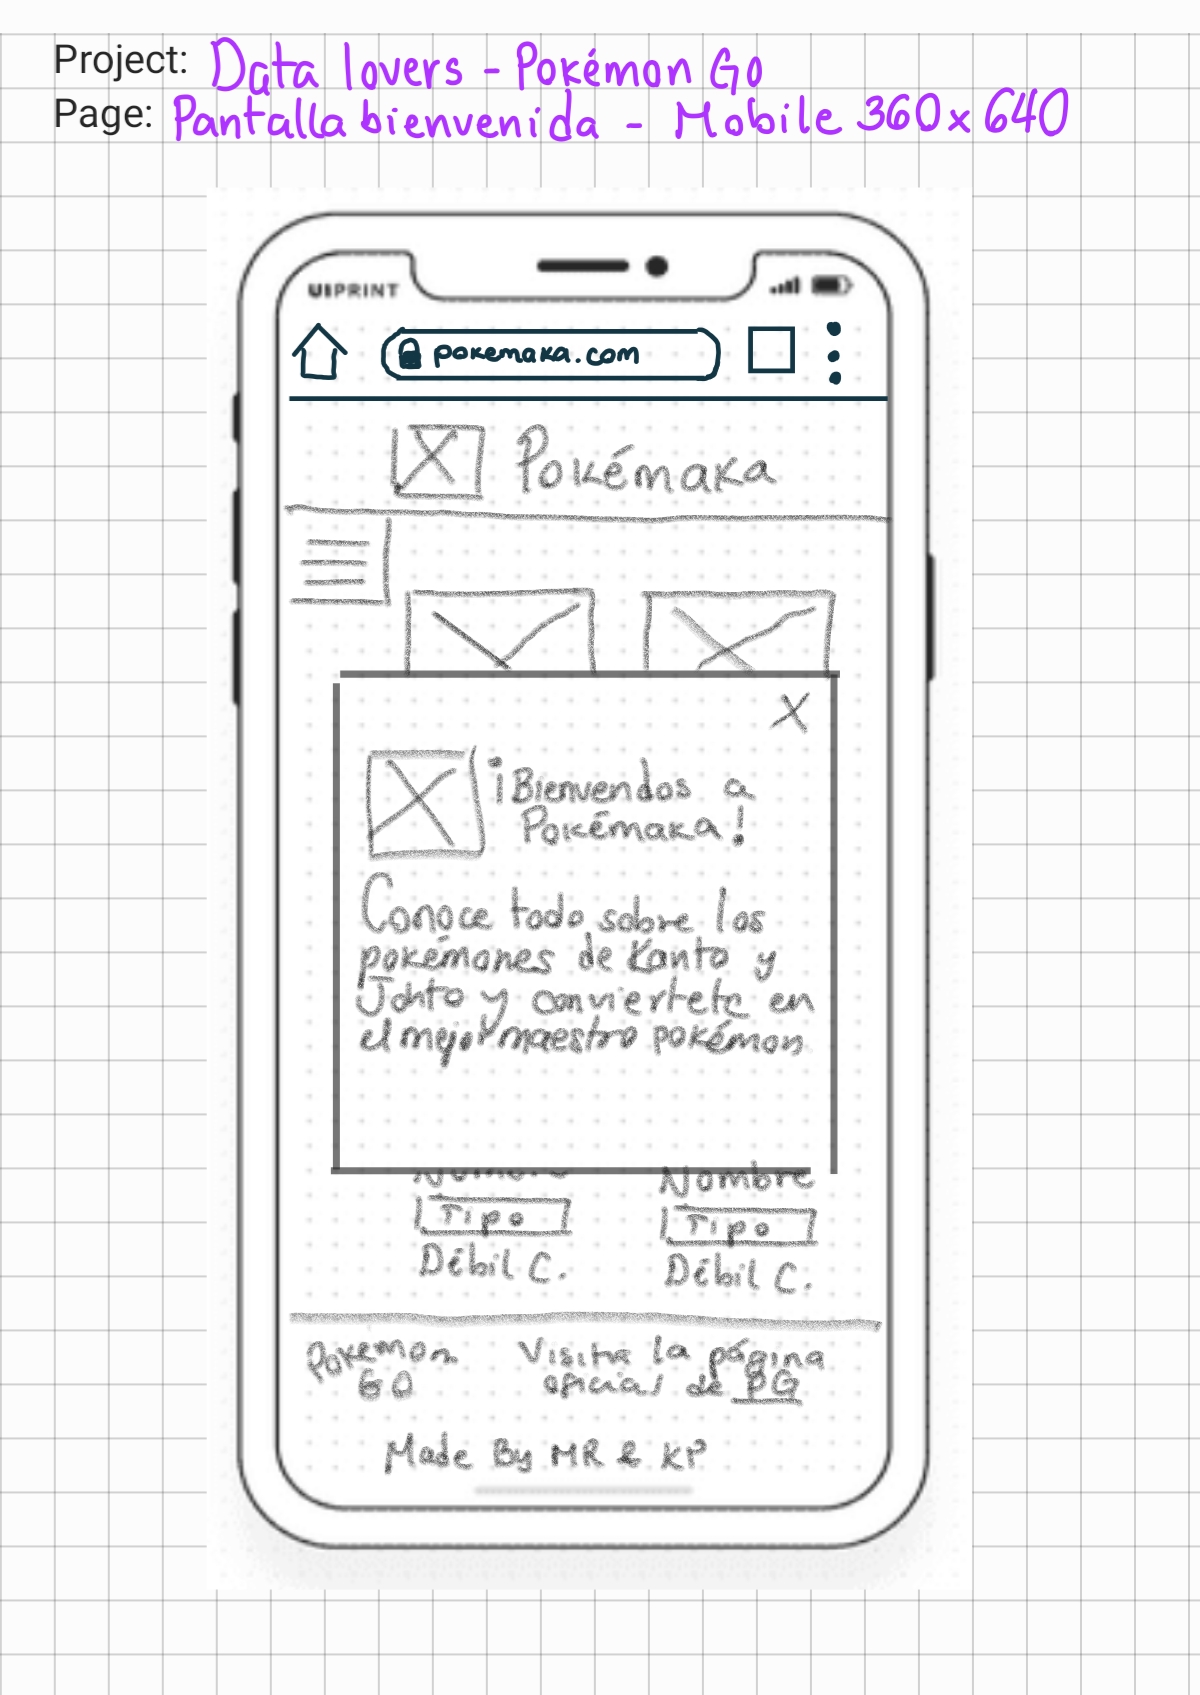 Project: Data lovers - Pokémon Go
Page: Pantalla bienvenida - Mobile 360x640
UIPRINT
pokemaka.com
Pokémaka
X
¡Bienvendos a
Pokémaka!
Conoce todo sobre los
pokémones de Kanto y
Johto y conviertete en
el mejor maestro pokémon
Nombre Nombre
Tipo Tipo
Débil C. Débil C.
Pokemon Visita la página
GO oficial de PG
Made By MR & KP